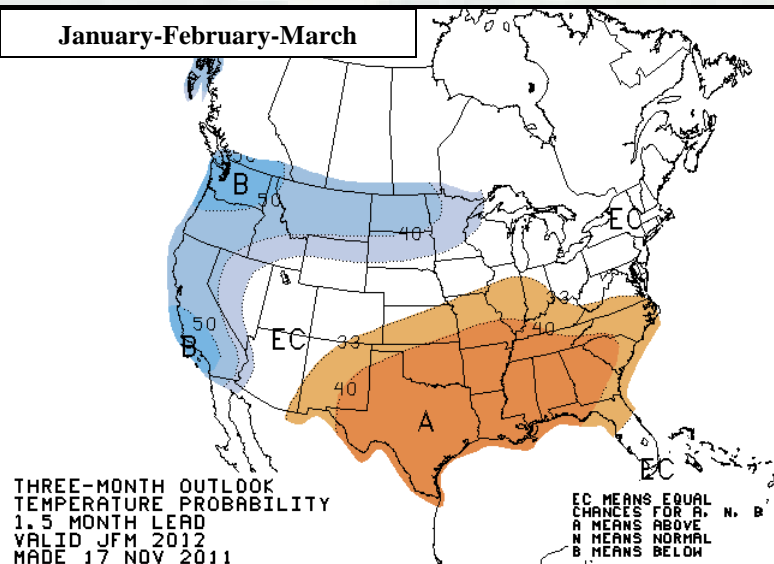 January-February-March
B
50
40
EC
50
B
EC
33
33
40
40
A
EC
THREE-MONTH OUTLOOK
TEMPERATURE PROBABILITY
1.5 MONTH LEAD
VALID JFM 2012
MADE 17 NOV 2011
EC MEANS EQUAL
CHANCES FOR A, N, B
A MEANS ABOVE
N MEANS NORMAL
B MEANS BELOW